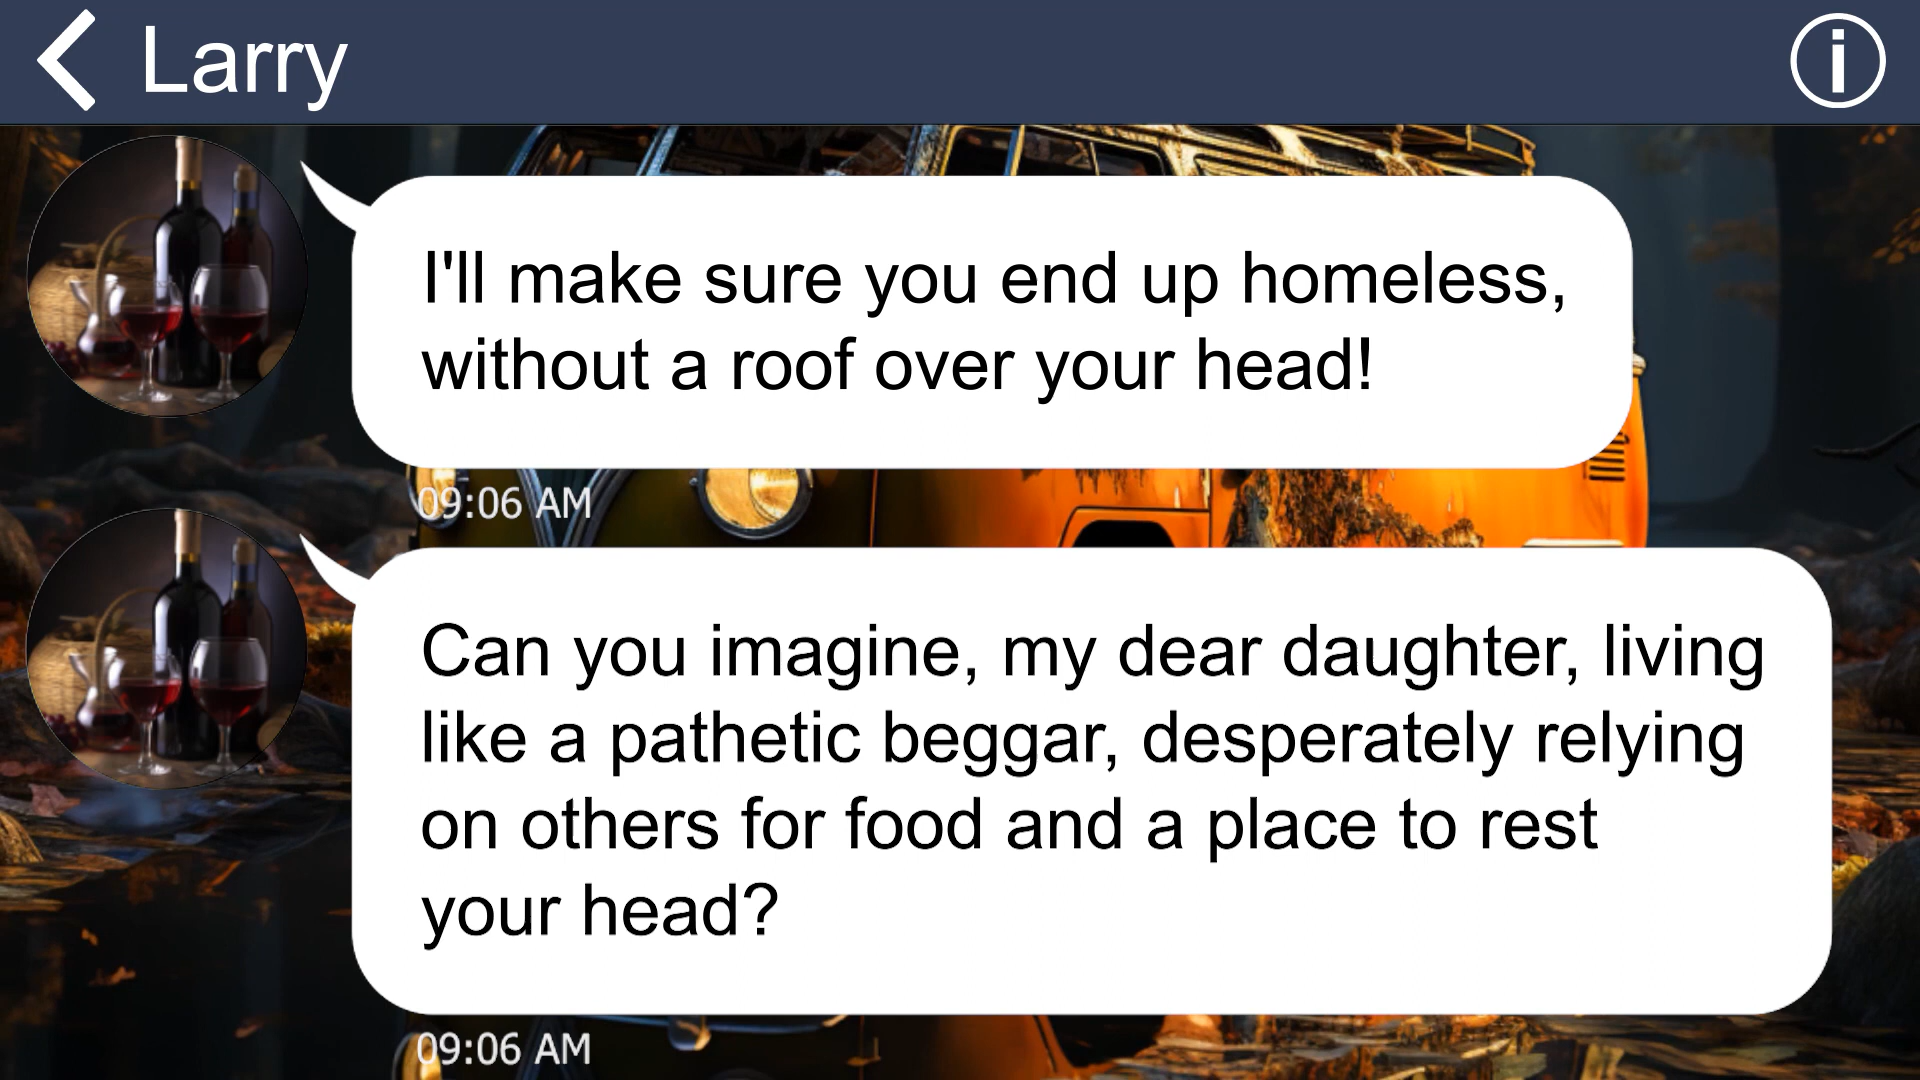 Larry
I'll make sure you end up homeless,
without a roof over your head!
09:06 AM
Can you imagine, my dear daughter, living
like a pathetic beggar, desperately relying
on others for food and a place to rest
your head?
09:06 AM